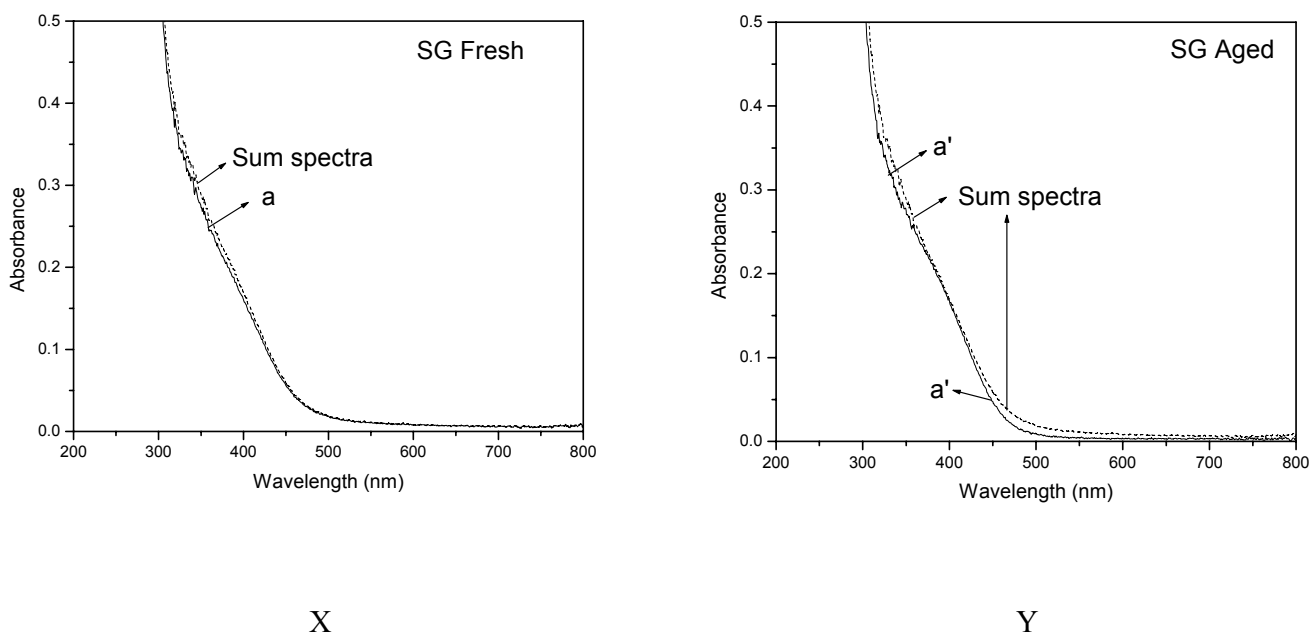 SG Fresh
0.5
0.4
0.3
0.2
0.1
0.0
Absorbance
Sum spectra
a
200 300 400 500 600 700 800
Wavelength (nm)
X
SG Aged
0.5
0.4
0.3
0.2
0.1
0.0
Absorbance
a'
Sum spectra
a'
200 300 400 500 600 700 800
Wavelength (nm)
Y